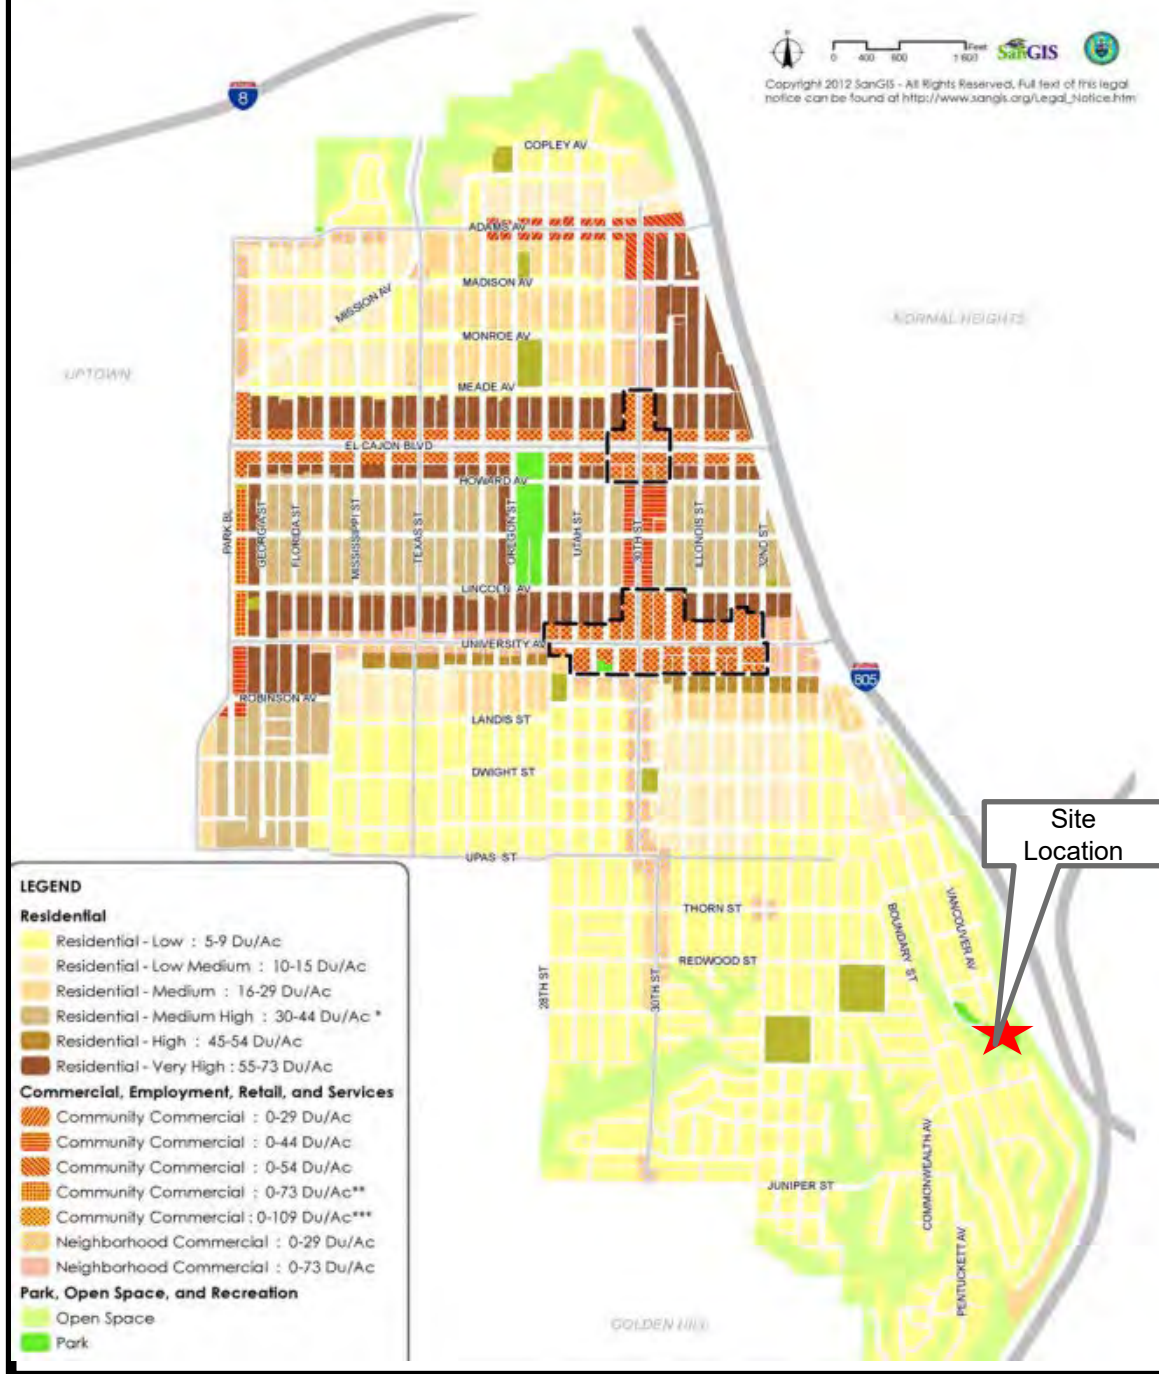 0 400 800 1 600 Feet
SanGIS
Copyright 2012 SanGIS - All Rights Reserved. Full text of this legal
notice can be found at http://www.sangis.org/Legal_Notice.htm
8
COPLEY AV
ADAMS AV
MADISON AV
MISSION AV
NORMAL HEIGHTS
MONROE AV
UPTOWN
MEADE AV
EL CAJON BLVD
HOWARD AV
PARK BL
GEORGIA ST
FLORIDA ST
MISSISSIPPI ST
TEXAS ST
OREGON ST
UTAH ST
30TH ST
ILLINOIS ST
32ND ST
LINCOLN AV
UNIVERSITY AV
805
ROBINSON AV
LANDIS ST
DWIGHT ST
Site
Location
UPAS ST
THORN ST
BOUNDARY ST
VANCOUVER AV
REDWOOD ST
28TH ST
30TH ST
COMMONWEALTH AV
JUNIPER ST
PENTUCKETT AV
GOLDEN HILL
LEGEND
Residential
Residential - Low : 5-9 Du/Ac
Residential - Low Medium : 10-15 Du/Ac
Residential - Medium : 16-29 Du/Ac
Residential - Medium High : 30-44 Du/Ac *
Residential - High : 45-54 Du/Ac
Residential - Very High : 55-73 Du/Ac
Commercial, Employment, Retail, and Services
Community Commercial : 0-29 Du/Ac
Community Commercial : 0-44 Du/Ac
Community Commercial : 0-54 Du/Ac
Community Commercial : 0-73 Du/Ac**
Community Commercial : 0-109 Du/Ac***
Neighborhood Commercial : 0-29 Du/Ac
Neighborhood Commercial : 0-73 Du/Ac
Park, Open Space, and Recreation
Open Space
Park